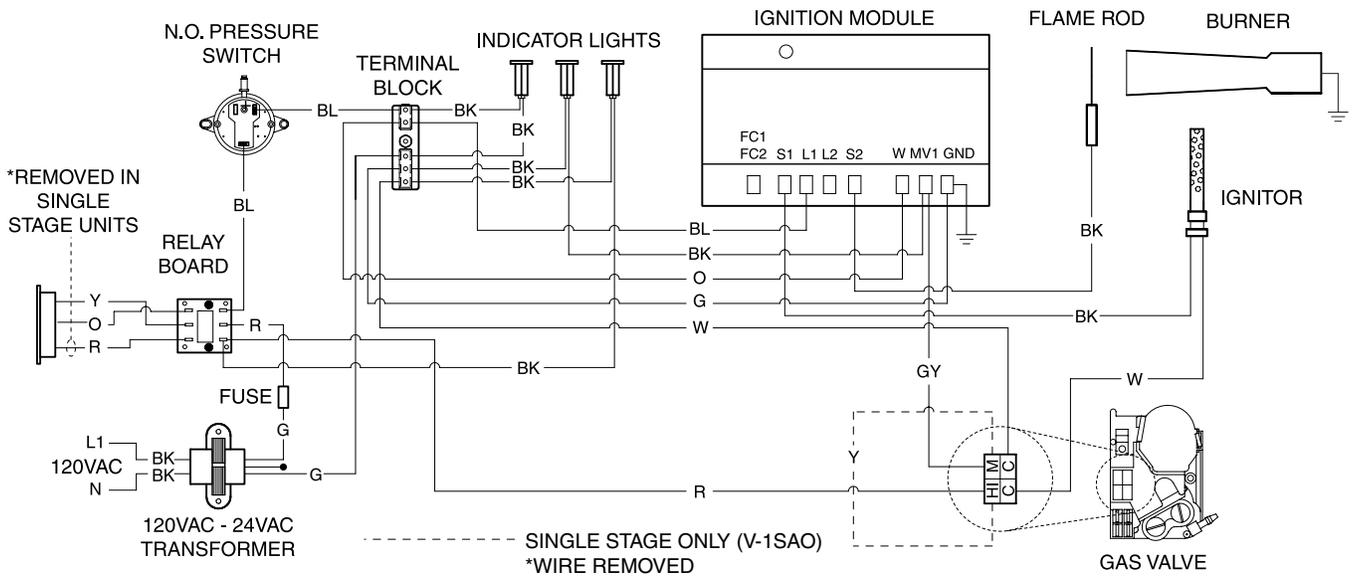 IGNITION MODULE
FLAME ROD
BURNER
N.O. PRESSURE
SWITCH
INDICATOR LIGHTS
TERMINAL
BLOCK
BL
BK
BK
BK
BK
FC1
FC2 S1 L1 L2 S2 W MV1 GND
*REMOVED IN
SINGLE
STAGE UNITS
BL
IGNITOR
RELAY
BOARD
BL
BK
BK
O
G
Y
O
R
R
BK
W
BK
GY
W
FUSE
G
L1
120VAC
N
BK
BK
G
Y
M C
HI C
R
120VAC - 24VAC
TRANSFORMER
SINGLE STAGE ONLY (V-1SAO)
*WIRE REMOVED
GAS VALVE